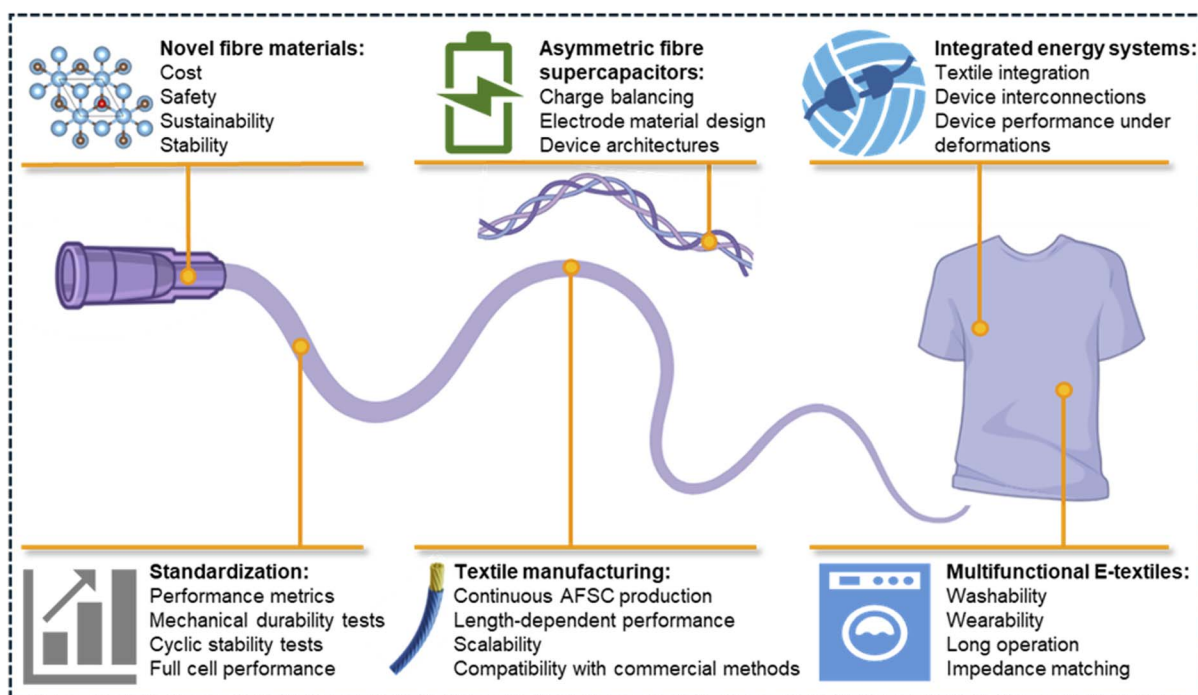 Novel fibre materials:
Cost
Safety
Sustainability
Stability
Asymmetric fibre
supercapacitors:
Charge balancing
Electrode material design
Device architectures
Integrated energy systems:
Textile integration
Device interconnections
Device performance under
deformations
Standardization:
Performance metrics
Mechanical durability tests
Cyclic stability tests
Full cell performance
Textile manufacturing:
Continuous AFSC production
Length-dependent performance
Scalability
Compatibility with commercial methods
Multifunctional E-textiles:
Washability
Wearability
Long operation
Impedance matching